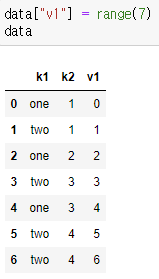 data["v1"] = range(7)
data
k1 k2 v1
0 one 1 0
1 two 1 1
2 one 2 2
3 two 3 3
4 one 3 4
5 two 4 5
6 two 4 6